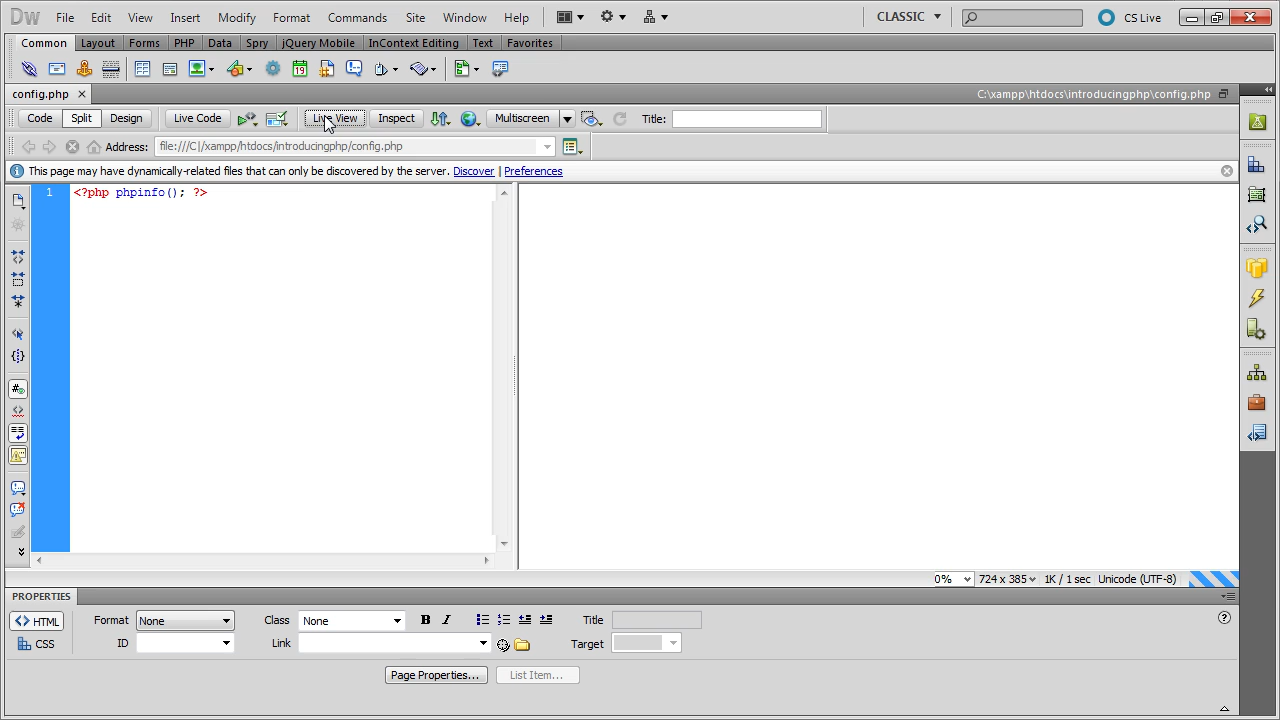 Dw File Edit View Insert Modify Format Commands Site Window Help CLASSIC CS Live
Common Layout Forms PHP Data Spry jQuery Mobile InContext Editing Text Favorites
19
config.php C:\xampp\htdocs\introducingphp\config.php
Code Split Design Live Code Live View Inspect Multiscreen Title:
Address: file:///C|/xampp/htdocs/introducingphp/config.php
This page may have dynamically-related files that can only be discovered by the server. Discover | Preferences
1 <?php phpinfo(); ?>
0% 724 x 385 1K / 1 sec Unicode (UTF-8)
PROPERTIES
<> HTML Format None Class None B I Title
CSS ID Link Target
Page Properties... List Item...